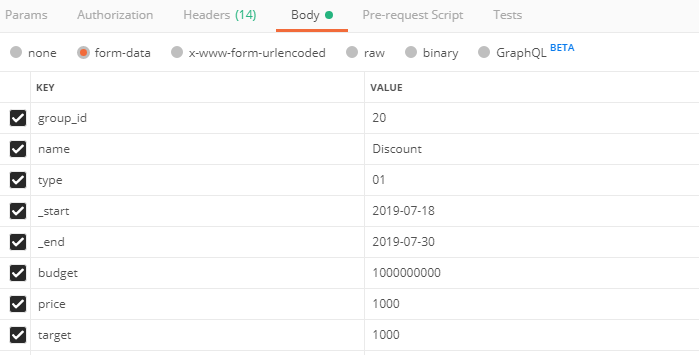 Params Authorization Headers (14) Body Pre-request Script Tests
none form-data x-www-form-urlencoded raw binary GraphQL BETA
KEY VALUE
group_id 20
name Discount
type 01
_start 2019-07-18
_end 2019-07-30
budget 1000000000
price 1000
target 1000